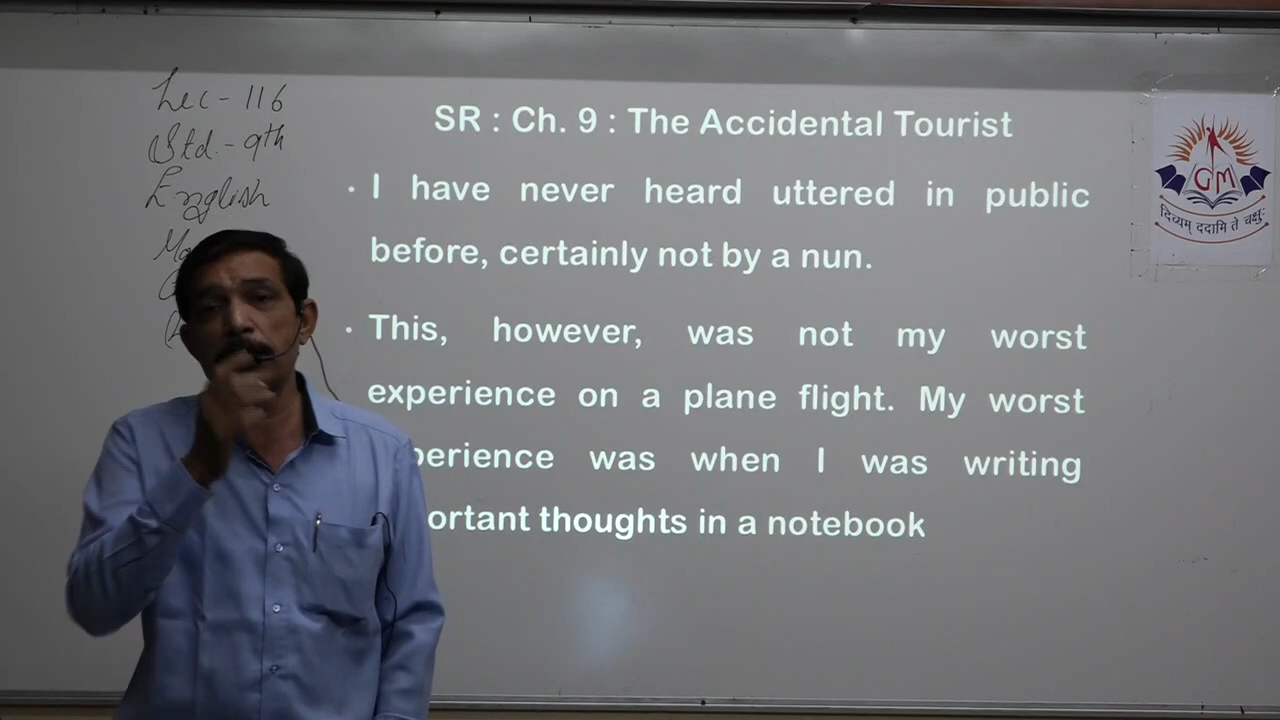 Lec - 116
Std. - 9th
English
SR : Ch. 9 : The Accidental Tourist
• I have never heard uttered in public
before, certainly not by a nun.
• This, however, was not my worst
experience on a plane flight. My worst
perience was when I was writing
ortant thoughts in a notebook
GM
दिव्यम् ददामि ते चक्षुः